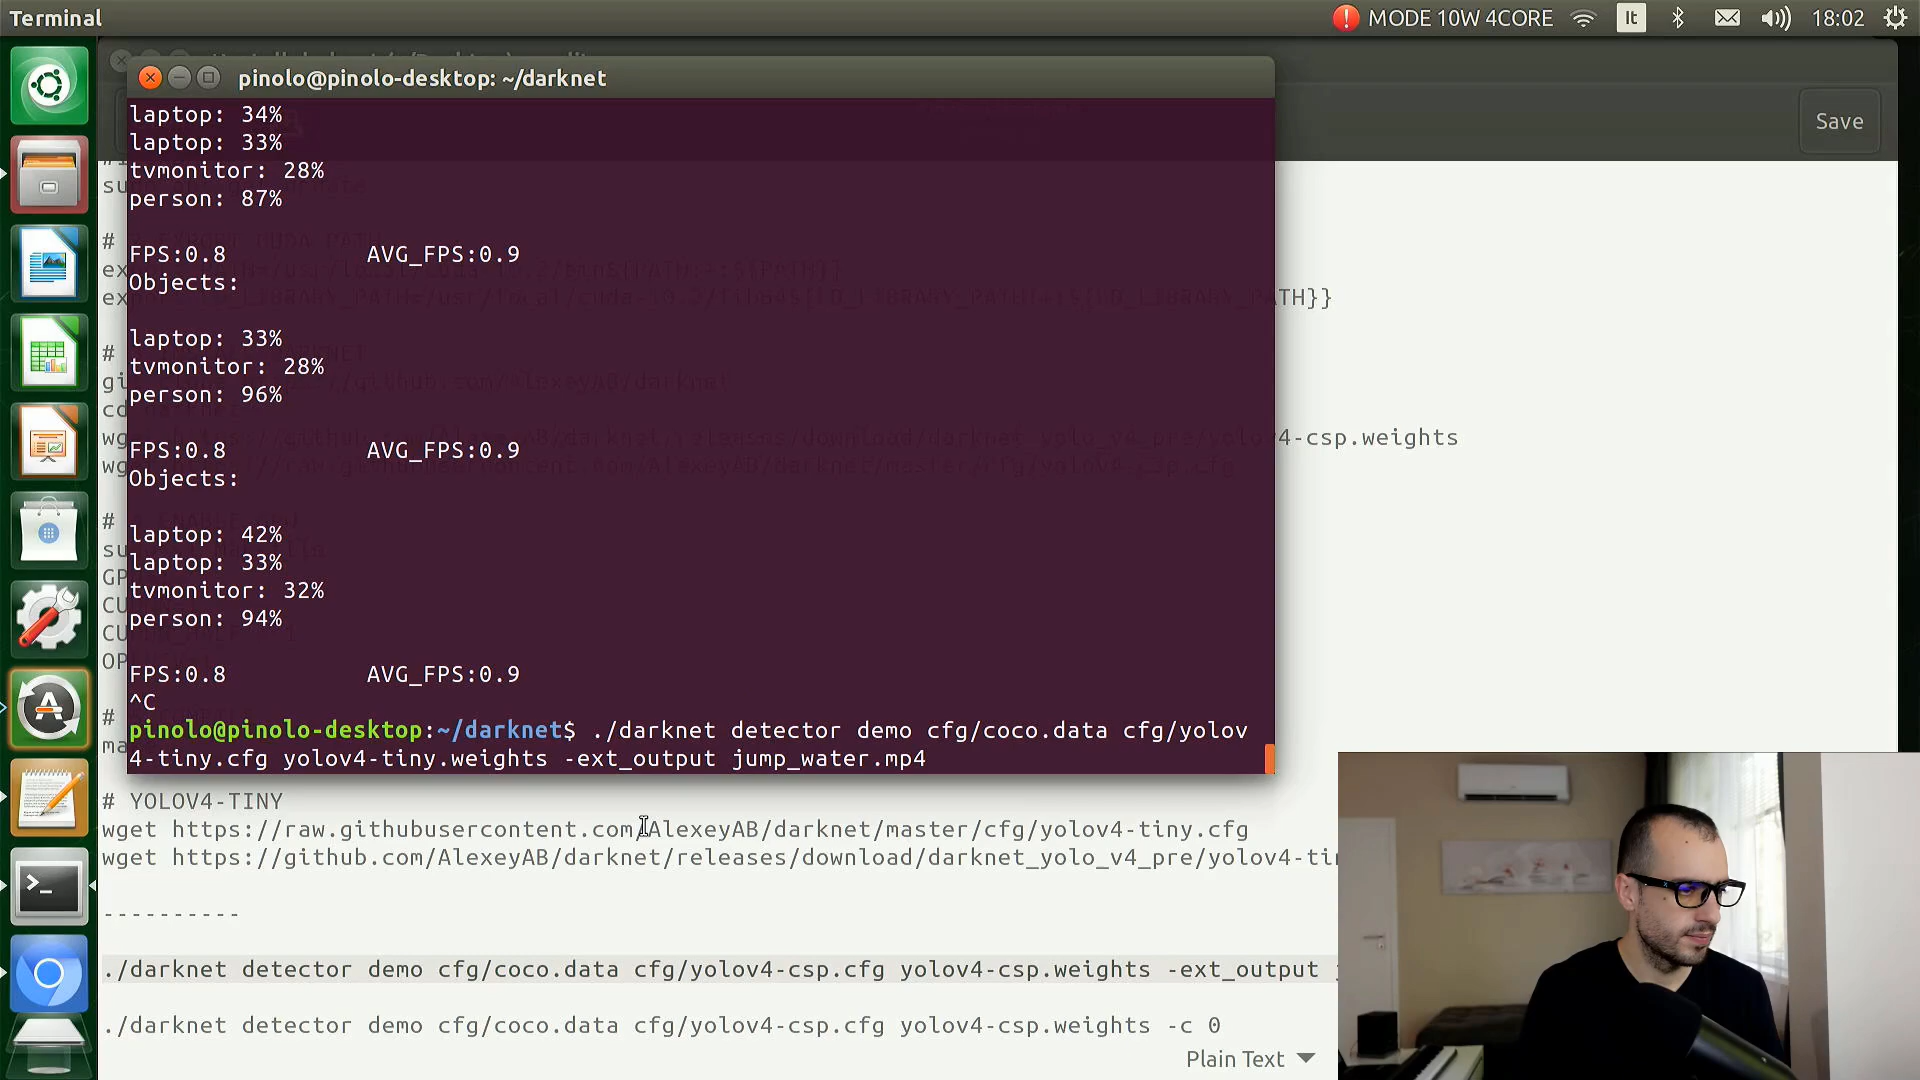 Terminal
MODE 10W 4CORE
It
18:02
pinolo@pinolo-desktop: ~/darknet
Save
laptop: 34%
laptop: 33%
tvmonitor: 28%
person: 87%
FPS:0.8 AVG_FPS:0.9
Objects:
TH}}
laptop: 33%
tvmonitor: 28%
person: 96%
4-csp.weights
FPS:0.8 AVG_FPS:0.9
Objects:
laptop: 42%
laptop: 33%
tvmonitor: 32%
person: 94%
FPS:0.8 AVG_FPS:0.9
^C
pinolo@pinolo-desktop:~/darknet$ ./darknet detector demo cfg/coco.data cfg/yolov
4-tiny.cfg yolov4-tiny.weights -ext_output jump_water.mp4
# YOLOV4-TINY
wget https://raw.githubusercontent.com/AlexeyAB/darknet/master/cfg/yolov4-tiny.cfg
wget https://github.com/AlexeyAB/darknet/releases/download/darknet_yolo_v4_pre/yolov4-ti
----------
./darknet detector demo cfg/coco.data cfg/yolov4-csp.cfg yolov4-csp.weights -ext_output
./darknet detector demo cfg/coco.data cfg/yolov4-csp.cfg yolov4-csp.weights -c 0
Plain Text